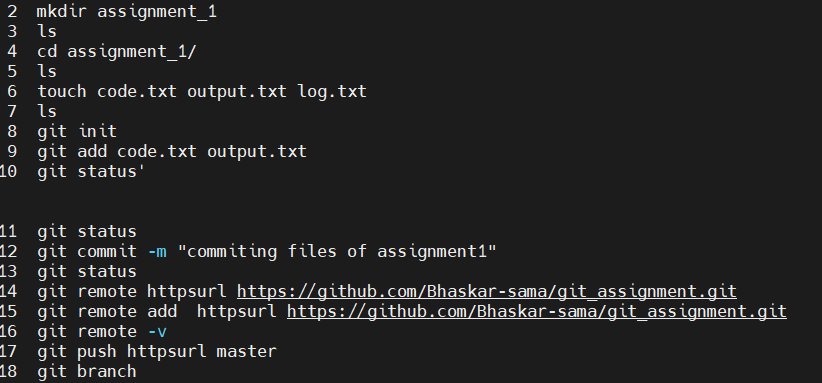 2 mkdir assignment_1
3 ls
4 cd assignment_1/
5 ls
6 touch code.txt output.txt log.txt
7 ls
8 git init
9 git add code.txt output.txt
10 git status'
11 git status
12 git commit -m "commiting files of assignment1"
13 git status
14 git remote httpsurl https://github.com/Bhaskar-sama/git_assignment.git
15 git remote add  httpsurl https://github.com/Bhaskar-sama/git_assignment.git
16 git remote -v
17 git push httpsurl master
18 git branch